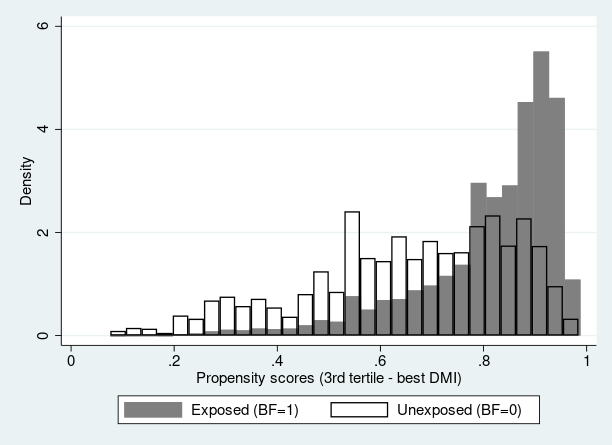 6
4
2
0
Density
0 .2 .4 .6 .8 1
Propensity scores (3rd tertile - best DMI)
Exposed (BF=1) Unexposed (BF=0)